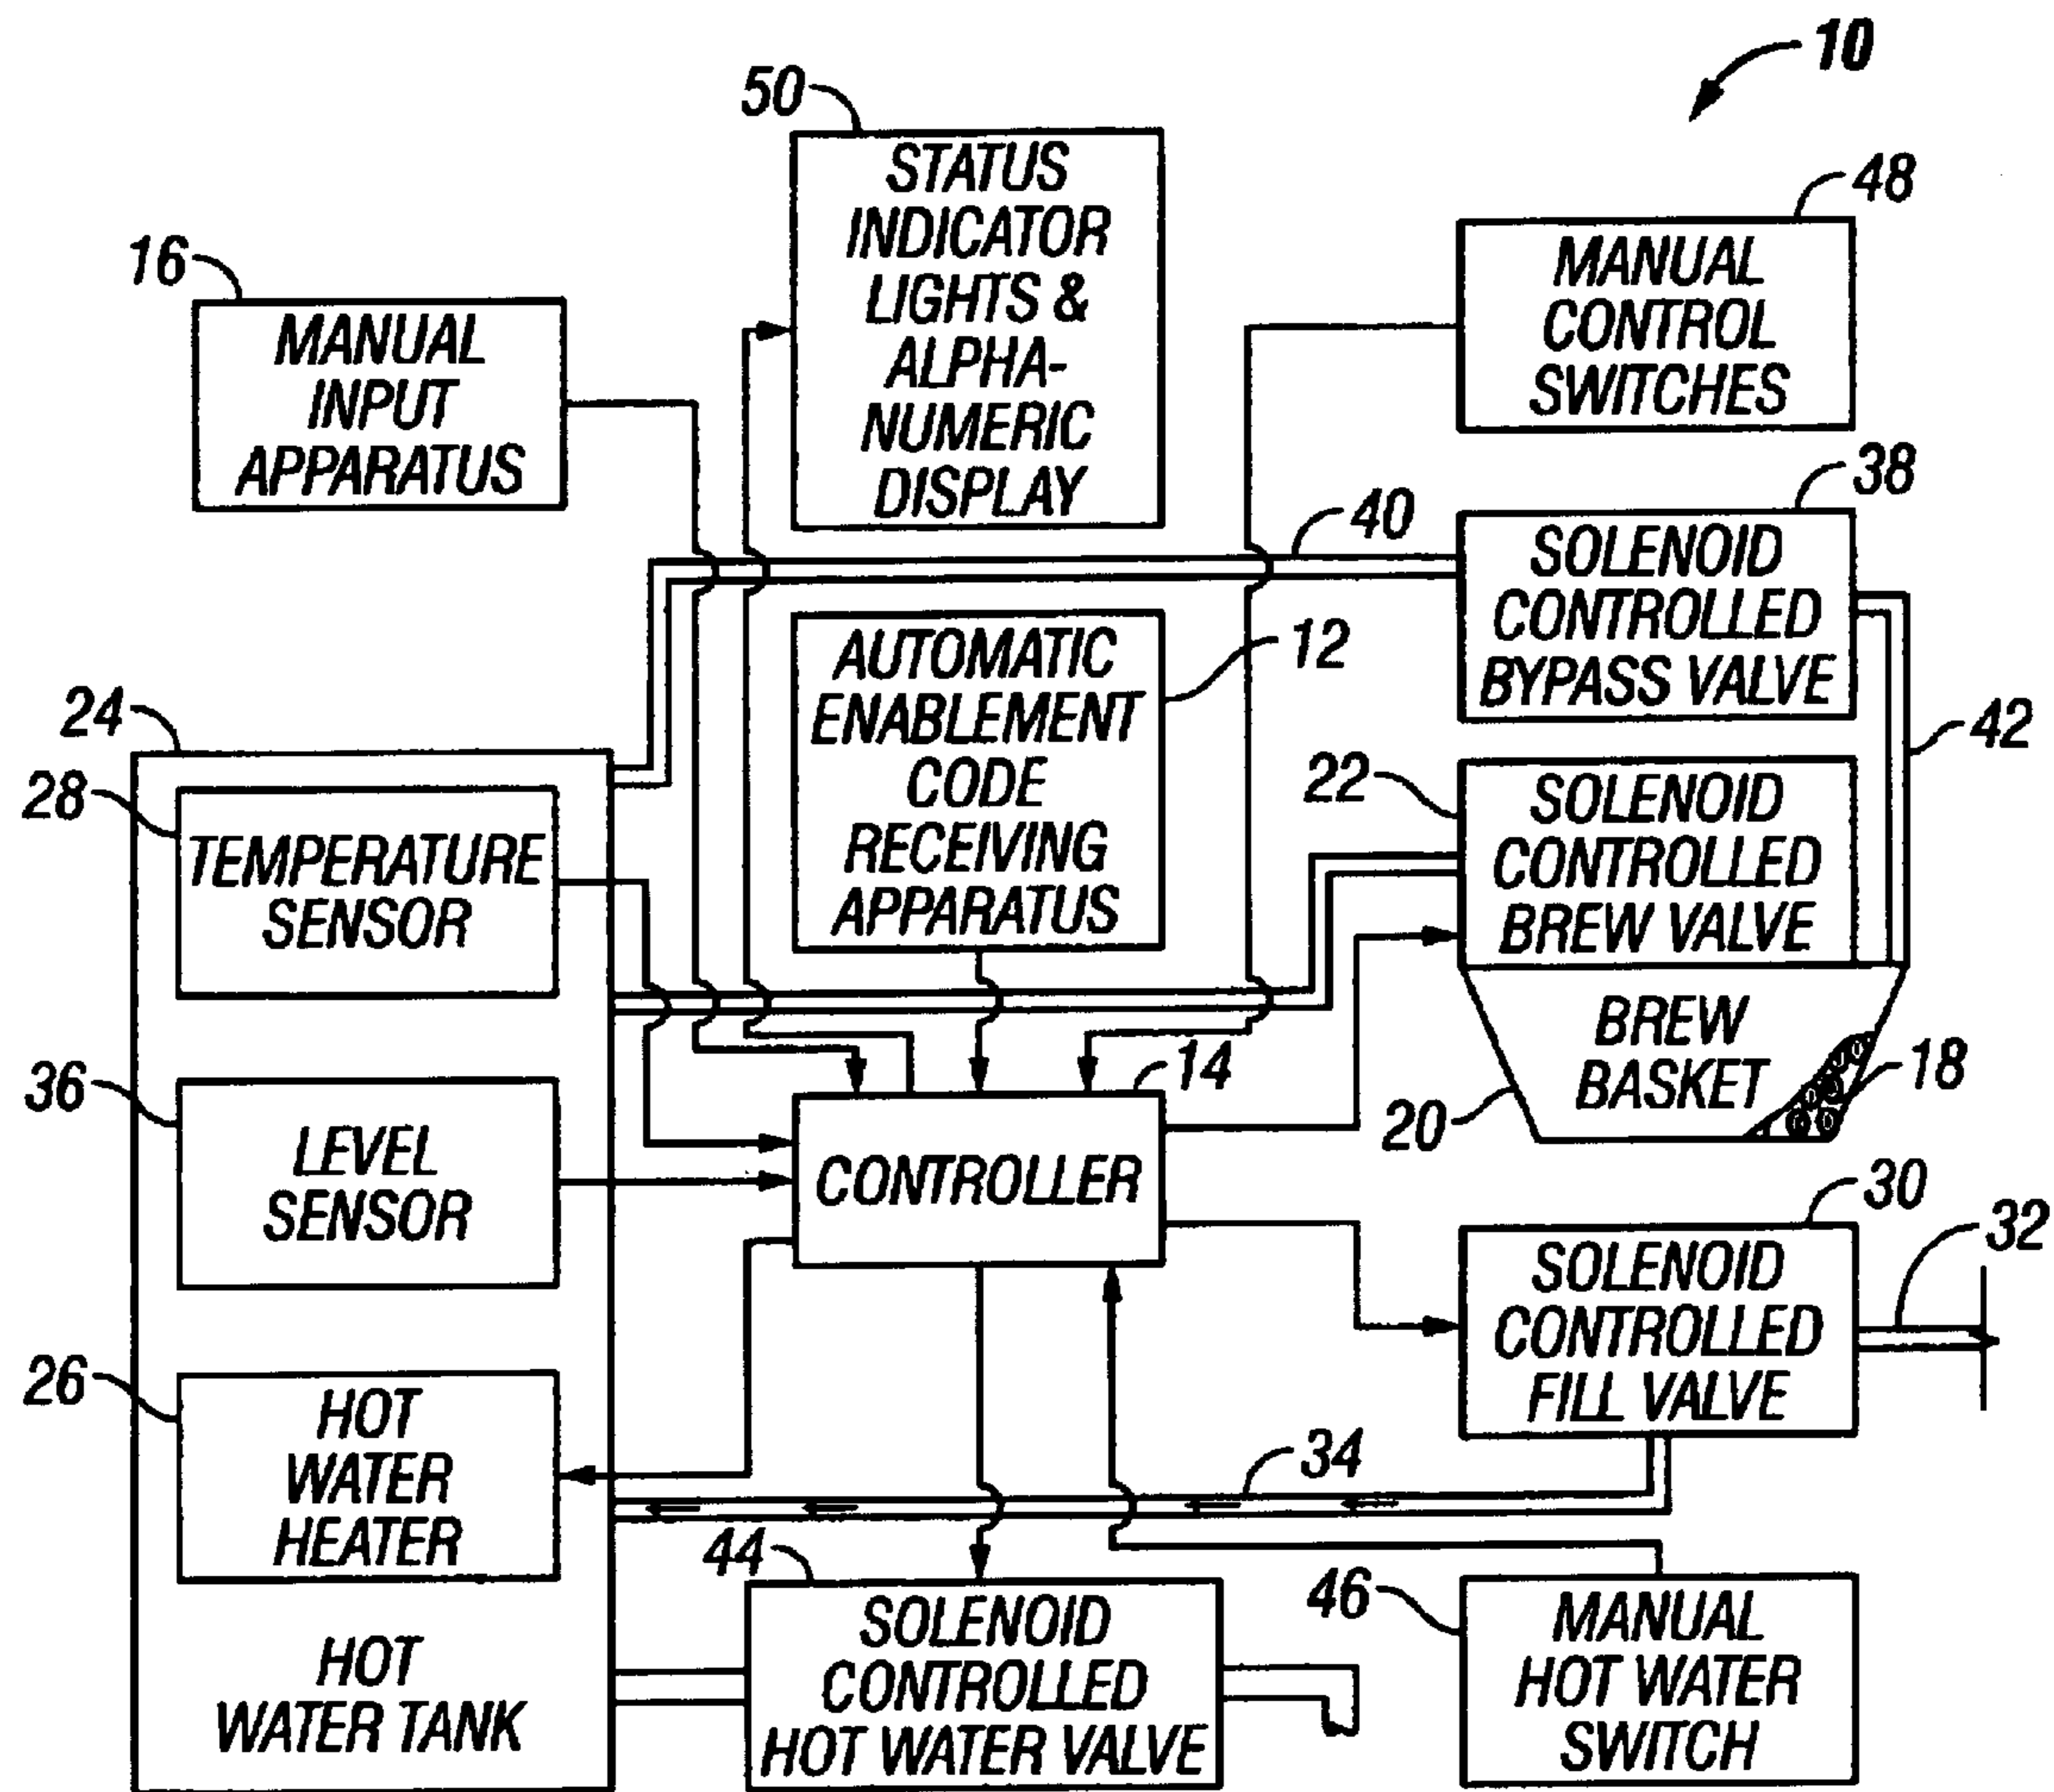 10
50
STATUS
INDICATOR
LIGHTS &
ALPHA-
NUMERIC
DISPLAY
48
MANUAL
CONTROL
SWITCHES
16
MANUAL
INPUT
APPARATUS
38
SOLENOID
CONTROLLED
BYPASS VALVE
40
42
12
AUTOMATIC
ENABLEMENT
CODE
RECEIVING
APPARATUS
22
SOLENOID
CONTROLLED
BREW VALVE
24
28
TEMPERATURE
SENSOR
BREW
BASKET
18
20
14
CONTROLLER
36
LEVEL
SENSOR
30
SOLENOID
CONTROLLED
FILL VALVE
32
26
HOT
WATER
HEATER
34
HOT
WATER TANK
44
SOLENOID
CONTROLLED
HOT WATER VALVE
46
MANUAL
HOT WATER
SWITCH